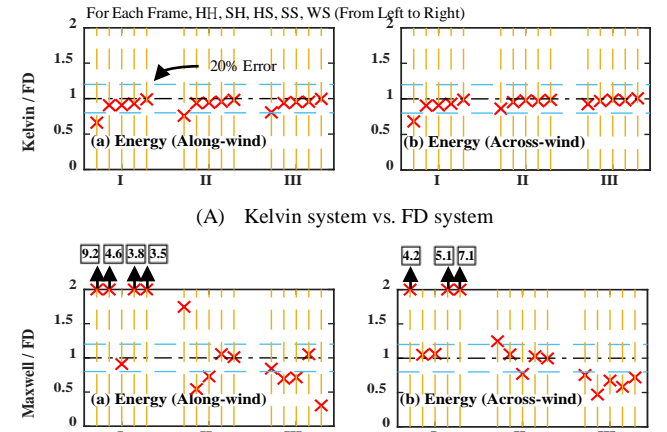 For Each Frame, HH, SH, HS, SS, WS (From Left to Right)
2
1.5
1
0.5
0
Kelvin / FD
20% Error
(a) Energy (Along-wind)
I II III
2
1.5
1
0.5
0
(b) Energy (Across-wind)
I II III
(A) Kelvin system vs. FD system
9.2 4.6 3.8 3.5
2
1.5
1
0.5
0
Maxwell / FD
(a) Energy (Along-wind)
4.2 5.1 7.1
2
1.5
1
0.5
0
(b) Energy (Across-wind)